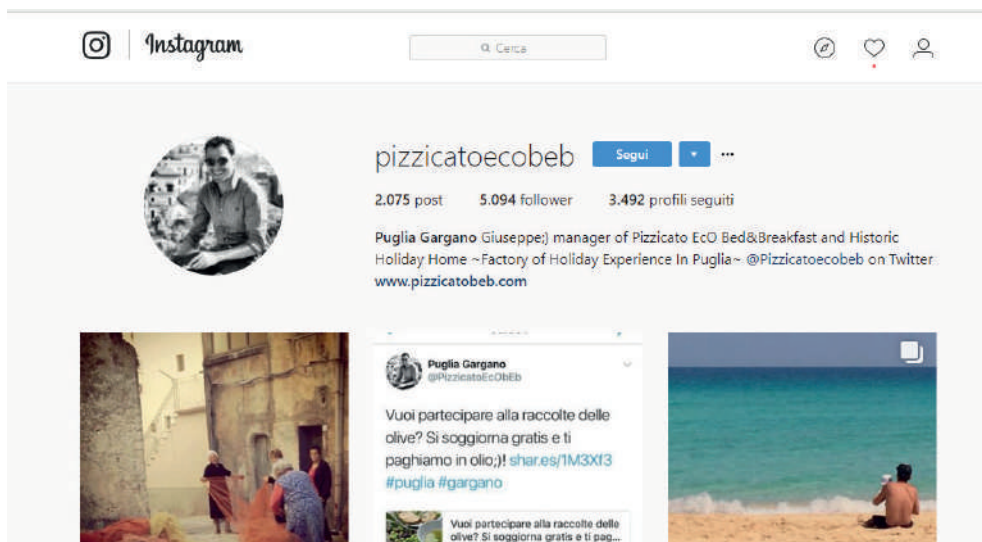 Instagram
Cerca
pizzicatoecobeb Segui ...
2.075 post 5.094 follower 3.492 profili seguiti
Puglia Gargano Giuseppe;) manager of Pizzicato EcO Bed&Breakfast and Historic
Holiday Home ~Factory of Holiday Experience In Puglia~ @Pizzicatoecobeb on Twitter
www.pizzicatobeb.com
Puglia Gargano
@PizzicatoEcObEb
Vuoi partecipare alla raccolte delle
olive? Si soggiorna gratis e ti
paghiamo in olio;)! shar.es/1M3Xf3
#puglia #gargano
Vuoi partecipare alla raccolte delle
olive? Si soggiorna gratis e ti pag...